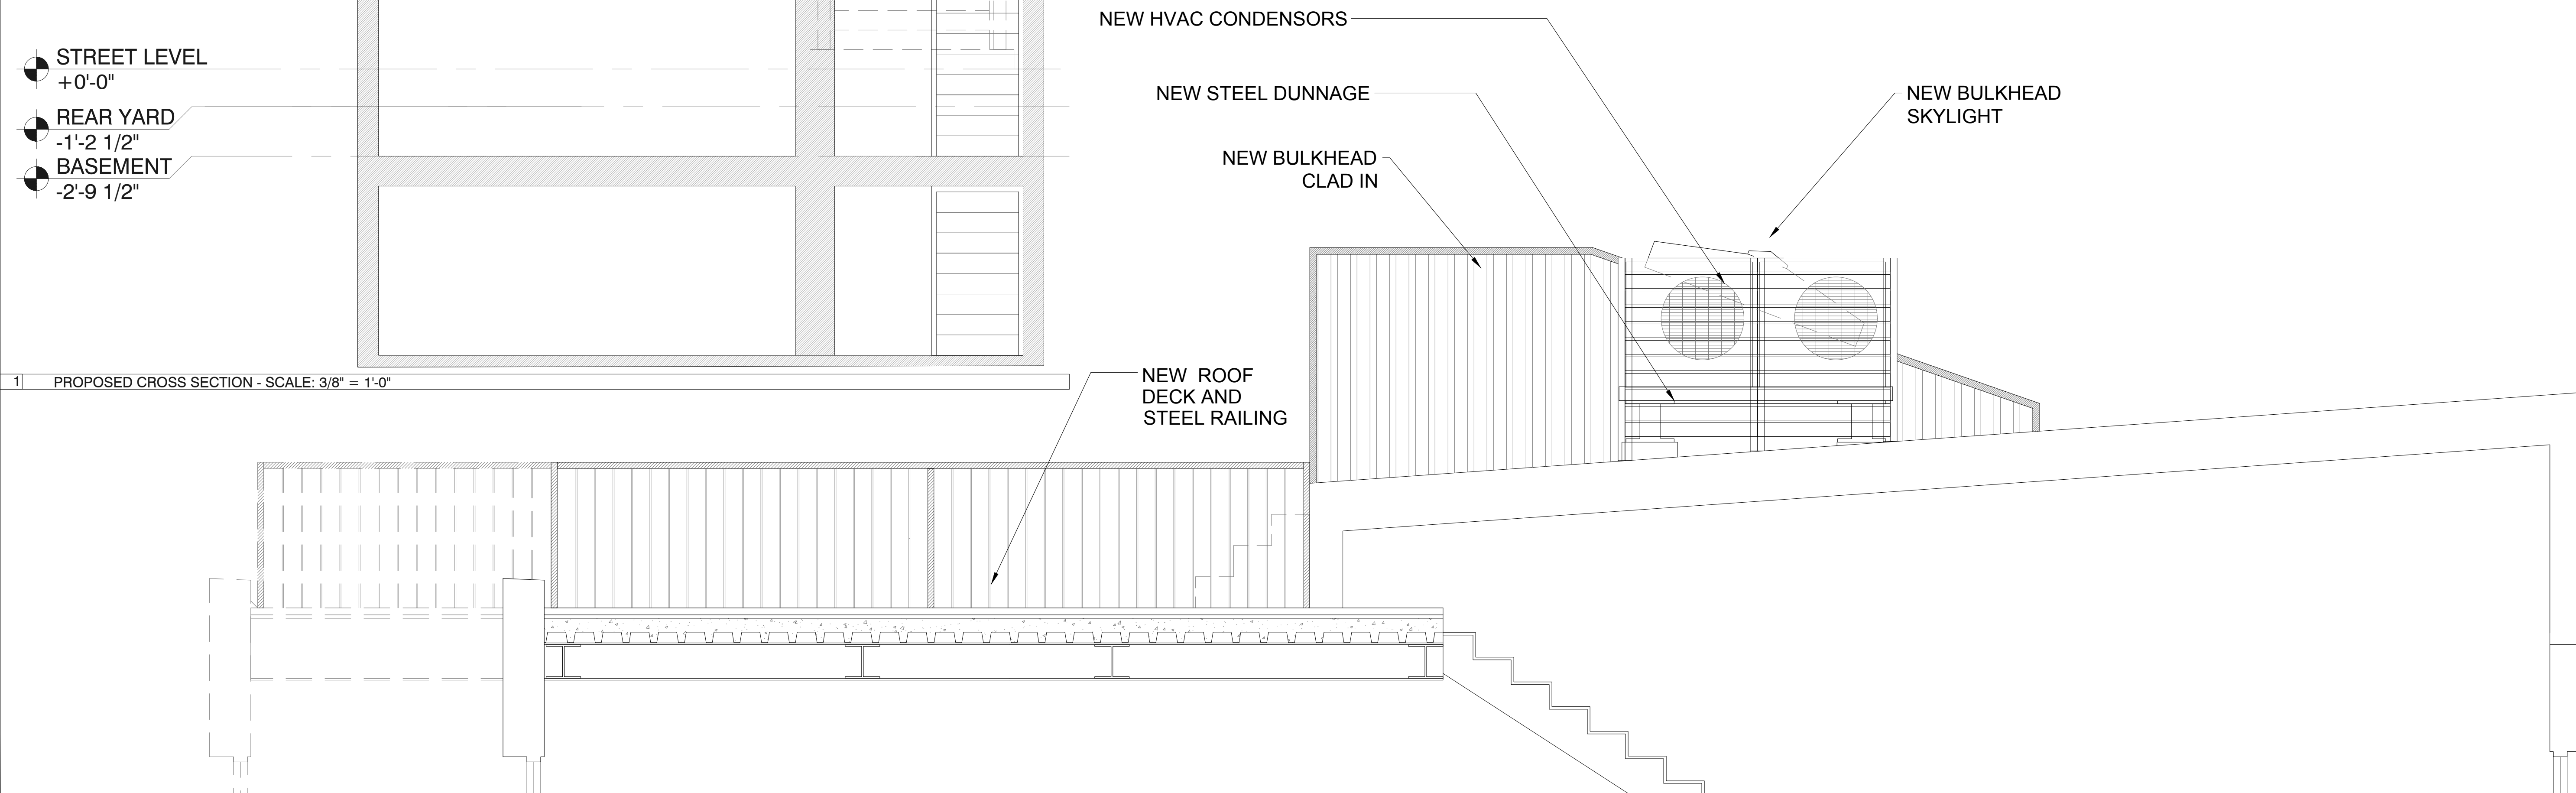 STREET LEVEL
+0'-0"
REAR YARD
-1'-2 1/2"
BASEMENT
-2'-9 1/2"
1 PROPOSED CROSS SECTION - SCALE: 3/8" = 1'-0"
NEW HVAC CONDENSORS
NEW STEEL DUNNAGE
NEW BULKHEAD
CLAD IN
NEW BULKHEAD
SKYLIGHT
NEW ROOF
DECK AND
STEEL RAILING